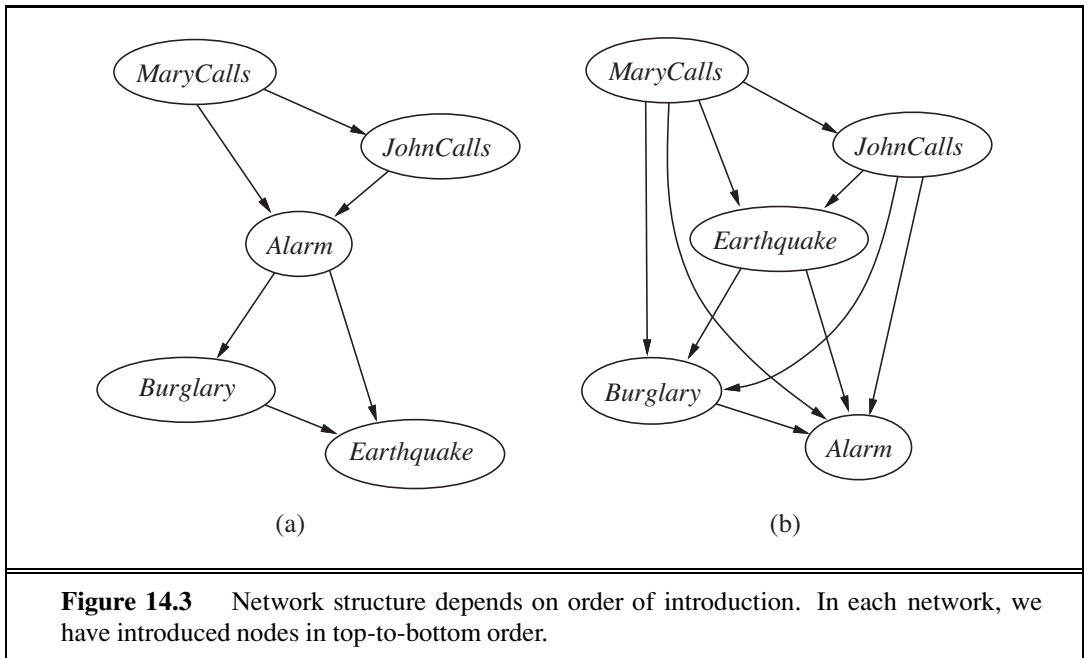 MaryCalls
JohnCalls
Alarm
Burglary
Earthquake
(a)
MaryCalls
JohnCalls
Earthquake
Burglary
Alarm
(b)
Figure 14.3 Network structure depends on order of introduction. In each network, we
have introduced nodes in top-to-bottom order.